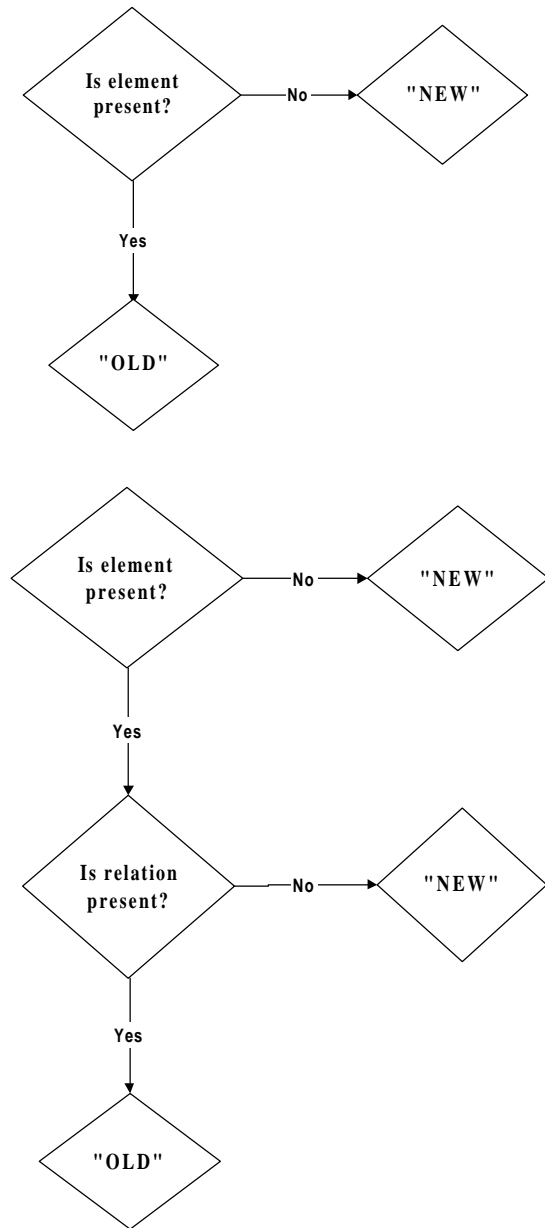 Is element
present?
No
"NEW"
Yes
"OLD"
Is element
present?
No
"NEW"
Yes
Is relation
present?
No
"NEW"
Yes
"OLD"